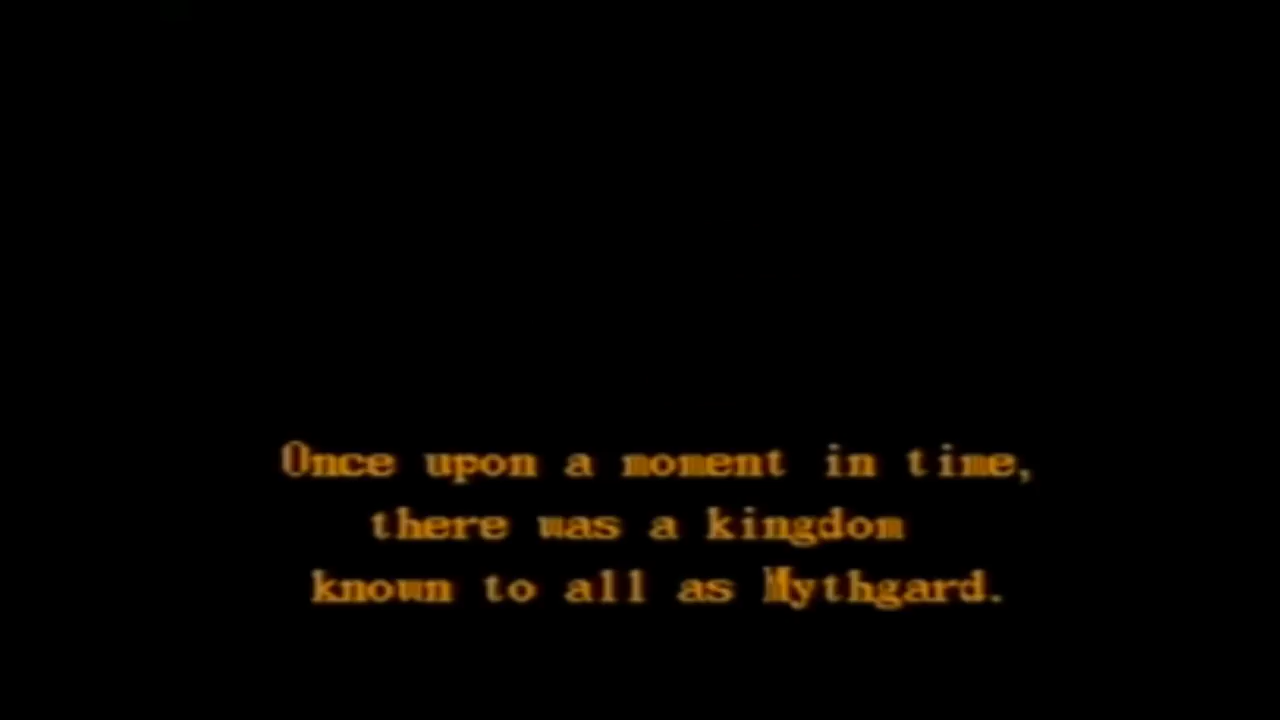 Once upon a moment in time,
there was a kingdom
known to all as Mythgard.